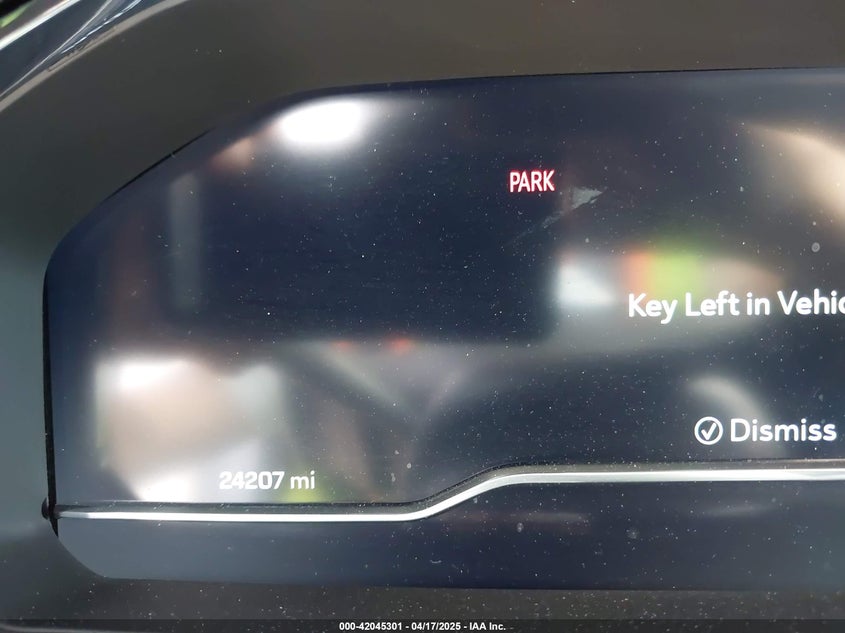 PARK
Key Left in Vehic
Dismiss
24207 mi
000-42045301 - 04/17/2025 - IAA Inc.